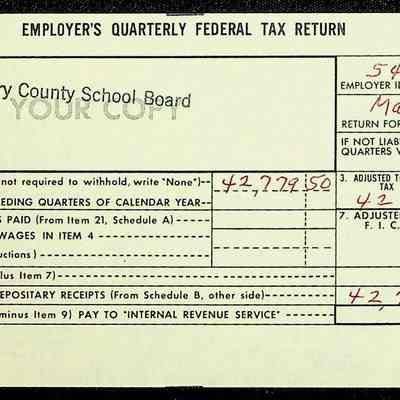 EMPLOYER'S QUARTERLY FEDERAL TAX RETURN
ry County School Board
YOUR COPY
54
EMPLOYER I
Ma
RETURN FOR
IF NOT LIAB
QUARTERS W
not required to withhold, write "None")-- 42,779 50
3. ADJUSTED TO
TAX
42
EDING QUARTERS OF CALENDAR YEAR--
S PAID (From Item 21, Schedule A)
WAGES IN ITEM 4
7. ADJUSTE
F. I. C.
uctions)
lus Item 7)
EPOSITARY RECEIPTS (From Schedule B, other side) 42,7
minus Item 9) PAY TO "INTERNAL REVENUE SERVICE"